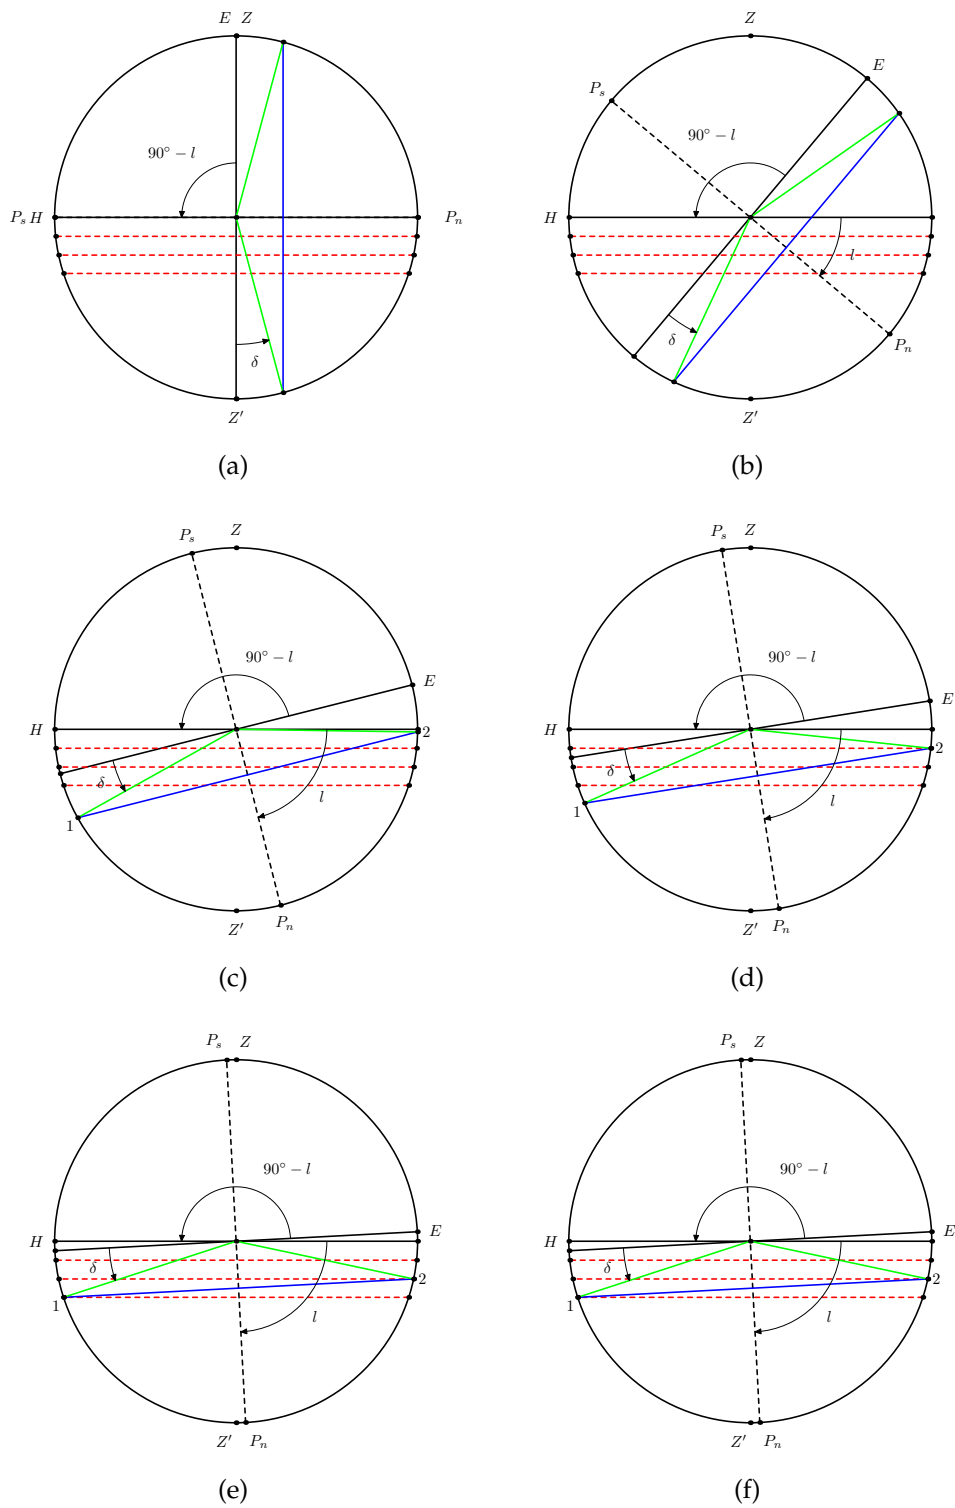 E Z
90° − l
P_s H
P_n
δ
Z′
(a)
Z
E
P_s
90° − l
H
l
δ
P_n
Z′
(b)
P_s
Z
90° − l
E
H
2
δ
l
1
P_n
Z′
(c)
P_s
Z
90° − l
E
H
2
δ
l
1
P_n
Z′
(d)
P_s Z
90° − l
E
H
δ
2
1
l
Z′ P_n
(e)
P_s Z
90° − l
E
H
δ
2
1
l
Z′ P_n
(f)